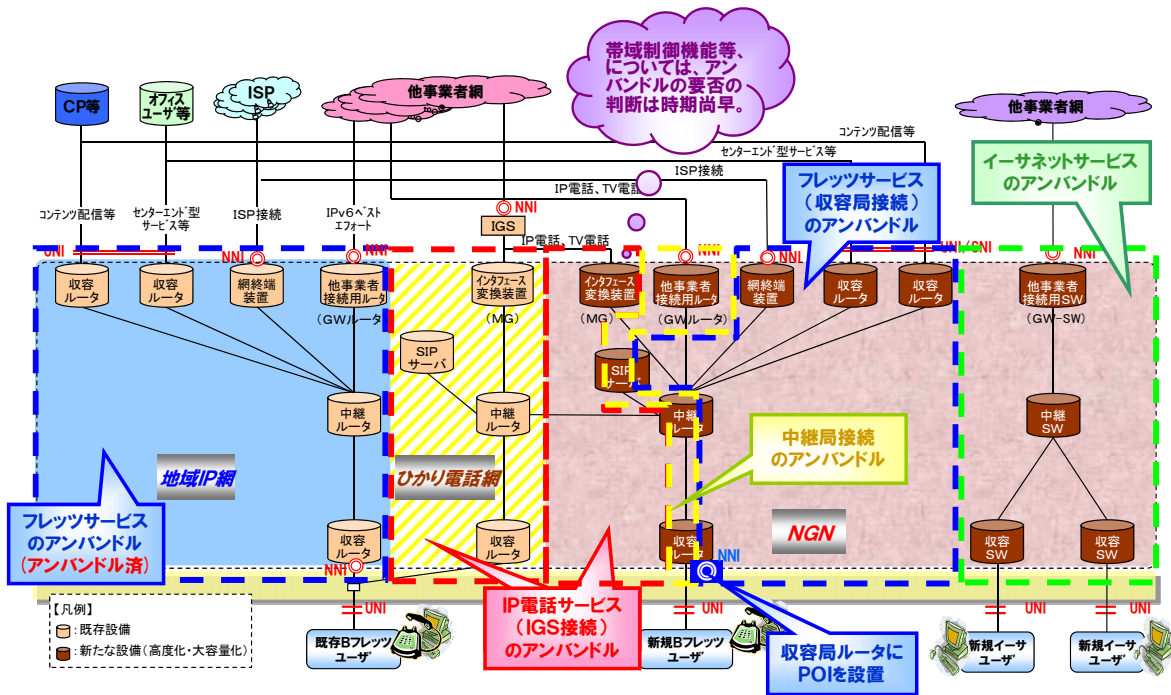 帯域制御機能等、
については、アン
バンドルの要否の
判断は時期尚早。
CP等
オフィス
ユーザ等
ISP
他事業者網
他事業者網
コンテンツ配信等
センターエンド型サービス等
ISP接続
IP電話、TV電話
イーサネットサービス
のアンバンドル
フレッツサービス
（収容局接続）
のアンバンドル
コンテンツ配信等
センターエンド型
サービス等
ISP接続
IPv6ベスト
エフォート
NNI
IGS
IP電話、TV電話
UNI
NNI
NNI
NNI
NNI
UNI/SNI
NNI
収容
ルータ
収容
ルータ
網終端
装置
他事業者
接続用ルータ
（GWルータ）
インタフェース
変換装置
（MG）
インタフェース
変換装置
（MG）
他事業者
接続用ルータ
（GWルータ）
網終端
装置
収容
ルータ
収容
ルータ
他事業者
接続用SW
（GW-SW）
SIP
サーバ
SIP
サーバ
中継
ルータ
中継
ルータ
中継
ルータ
中継
SW
中継局接続
のアンバンドル
地域IP網
ひかり電話網
NGN
フレッツサービス
のアンバンドル
（アンバンドル済）
収容
ルータ
収容
ルータ
収容
ルータ
収容
SW
収容
SW
NNI
NNI
IP電話サービス
（IGS接続）
のアンバンドル
収容局ルータに
POIを設置
UNI
UNI
UNI
UNI
【凡例】
：既存設備
：新たな設備（高度化・大容量化）
既存Bフレッツ
ユーザ
新規Bフレッツ
ユーザ
新規イーサ
ユーザ
新規イーサ
ユーザ